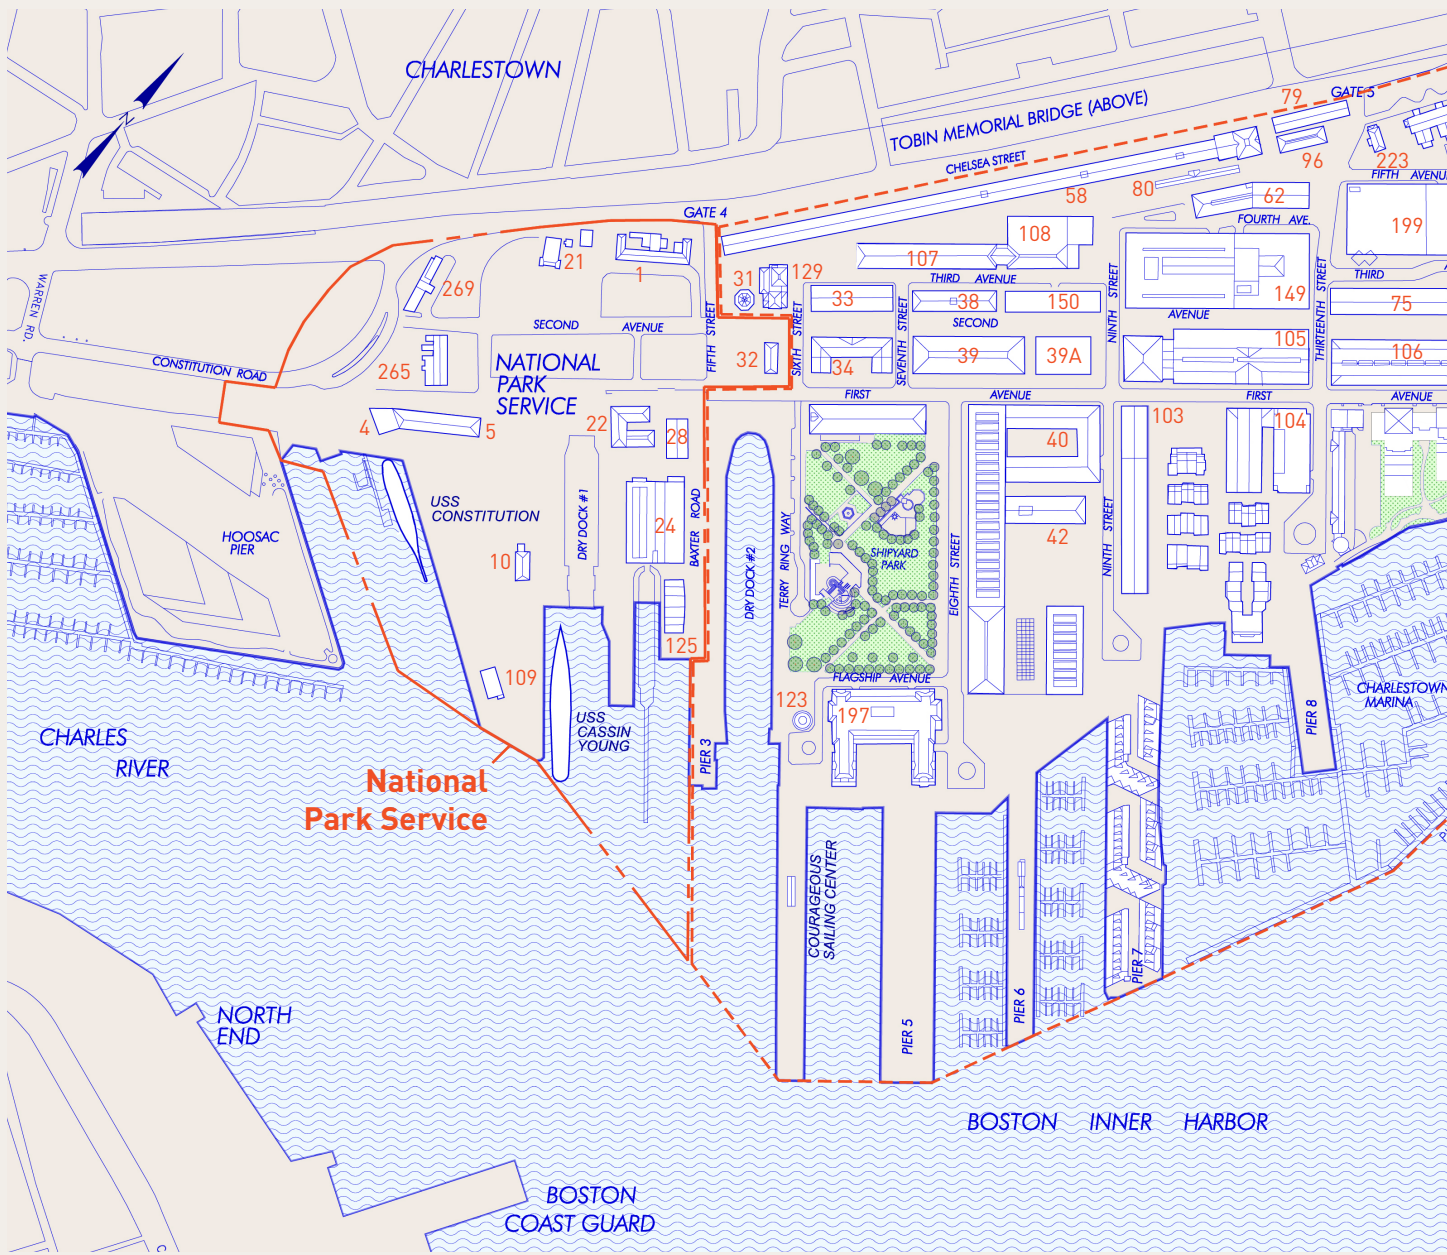 CHARLESTOWN
N
TOBIN MEMORIAL BRIDGE (ABOVE)
CHELSEA STREET
79
GATE 5
96
223
FIFTH AVENU
58
80
62
FOURTH AVE.
199
GATE 4
21
1
269
31
129
107
108
THIRD AVENUE
149
THIRD
WARREN RD.
CONSTITUTION ROAD
265
SECOND AVENUE
NATIONAL
PARK
SERVICE
FIFTH STREET
32
SIXTH STREET
33
34
SEVENTH STREET
38
150
SECOND
39
39A
NINTH STREET
AVENUE
105
THIRTEENTH STREET
75
106
FIRST
AVENUE
FIRST
AVENUE
4
5
22
28
40
103
104
USS
CONSTITUTION
HOOSAC
PIER
DRY DOCK #1
24
BAXTER ROAD
10
DRY DOCK #2
TERRY RING WAY
SHIPYARD
PARK
EIGHTH STREET
42
NINTH STREET
125
109
USS
CASSIN
YOUNG
PIER 3
123
FLAGSHIP AVENUE
197
PIER 8
CHARLESTOWN
MARINA
CHARLES
RIVER
National
Park Service
COURAGEOUS
SAILING CENTER
PIER 5
PIER 6
PIER 7
NORTH
END
BOSTON INNER HARBOR
BOSTON
COAST GUARD